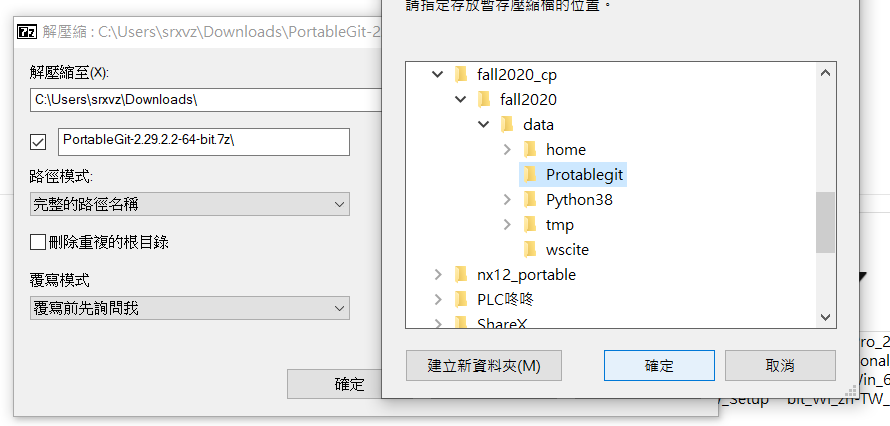 7z 解壓縮 : C:\Users\srxvz\Downloads\PortableGit-2
解壓縮至(X):
C:\Users\srxvz\Downloads\
PortableGit-2.29.2.2-64-bit.7z\
路徑模式:
完整的路徑名稱
刪除重複的根目錄
覆寫模式
覆寫前先詢問我
確定
請指定存放暫存壓縮檔的位置。
fall2020_cp
fall2020
data
home
Protablegit
Python38
tmp
wscite
nx12_portable
PLC咚咚
ShareX
建立新資料夾(M)
確定
取消
ro_2
onal
Win_6
_Setup
bit_WI_zh-TW_